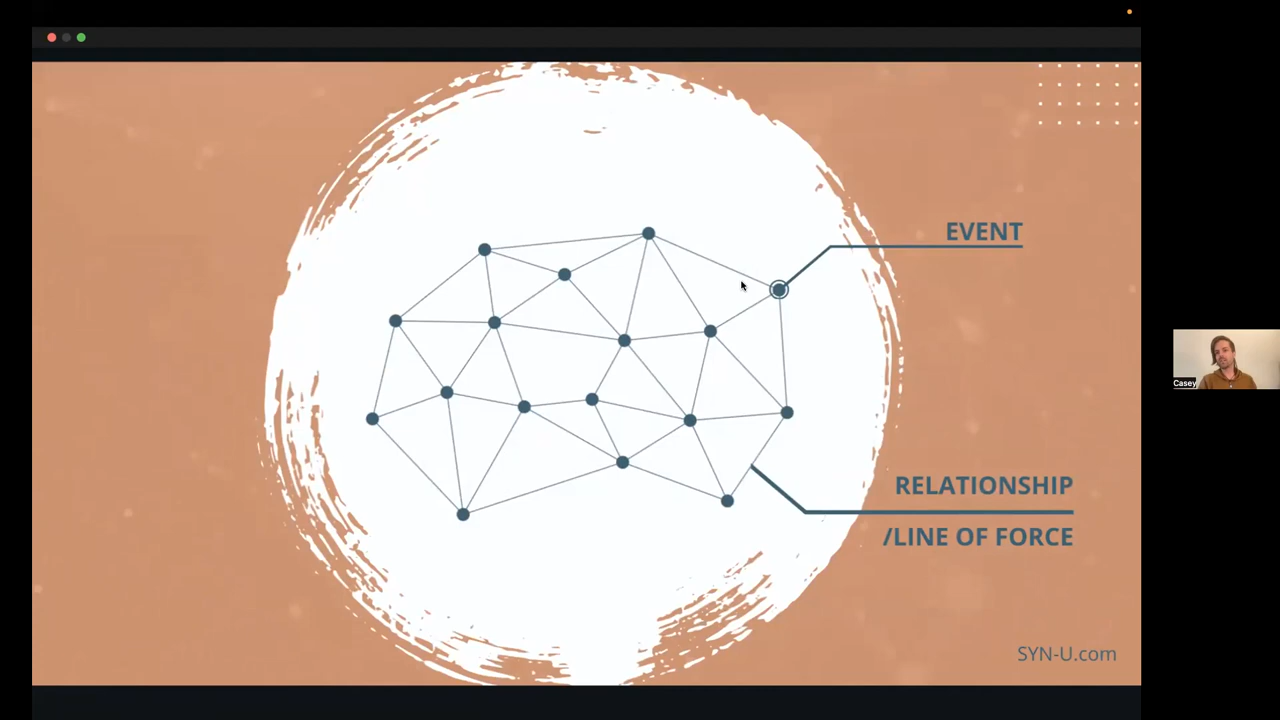 EVENT
RELATIONSHIP
/LINE OF FORCE
SYN-U.com
Casey